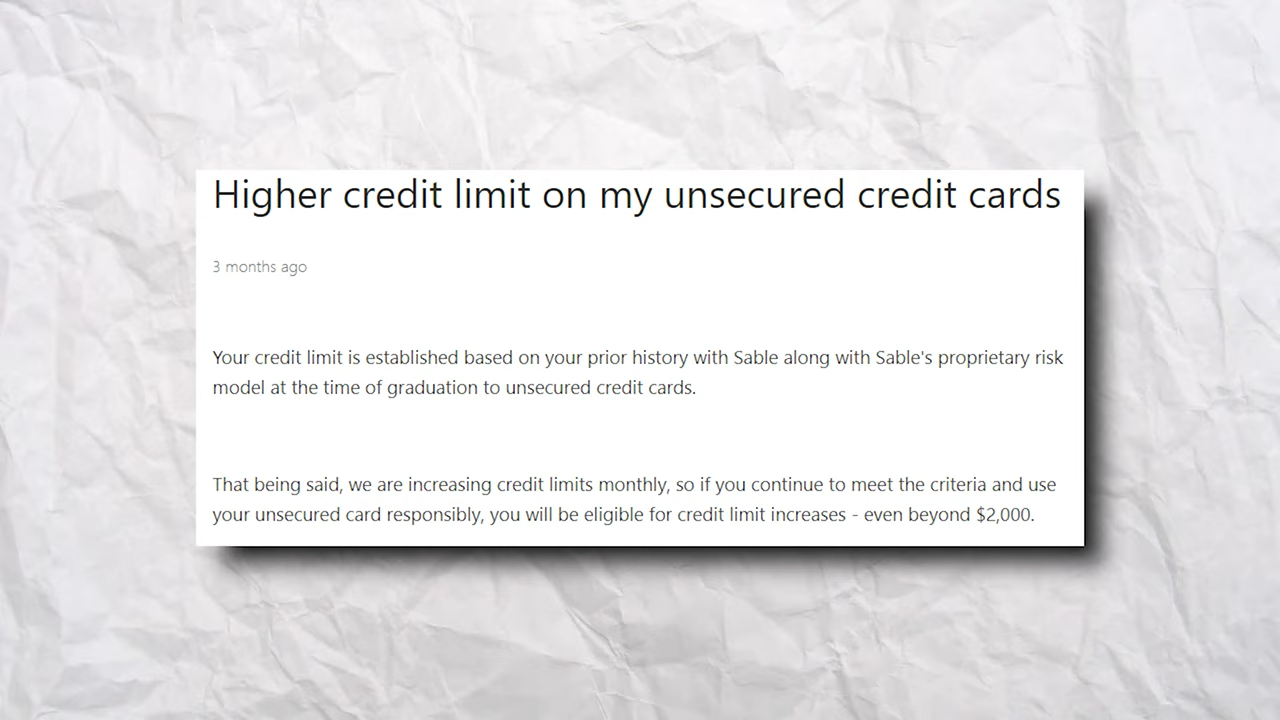 Higher credit limit on my unsecured credit cards
3 months ago
Your credit limit is established based on your prior history with Sable along with Sable's proprietary risk
model at the time of graduation to unsecured credit cards.
That being said, we are increasing credit limits monthly, so if you continue to meet the criteria and use
your unsecured card responsibly, you will be eligible for credit limit increases - even beyond $2,000.